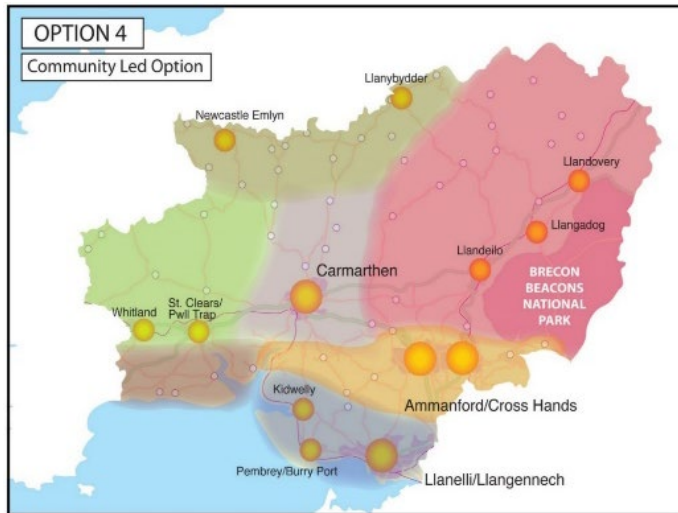 OPTION 4
Community Led Option
Llanybydder
Newcastle Emlyn
Llandovery
Llangadog
Llandeilo
Carmarthen
BRECON
BEACONS
NATIONAL
PARK
St. Clears/
Pwll Trap
Whitland
Kidwelly
Ammanford/Cross Hands
Pembrey/Burry Port
Llanelli/Llangennech